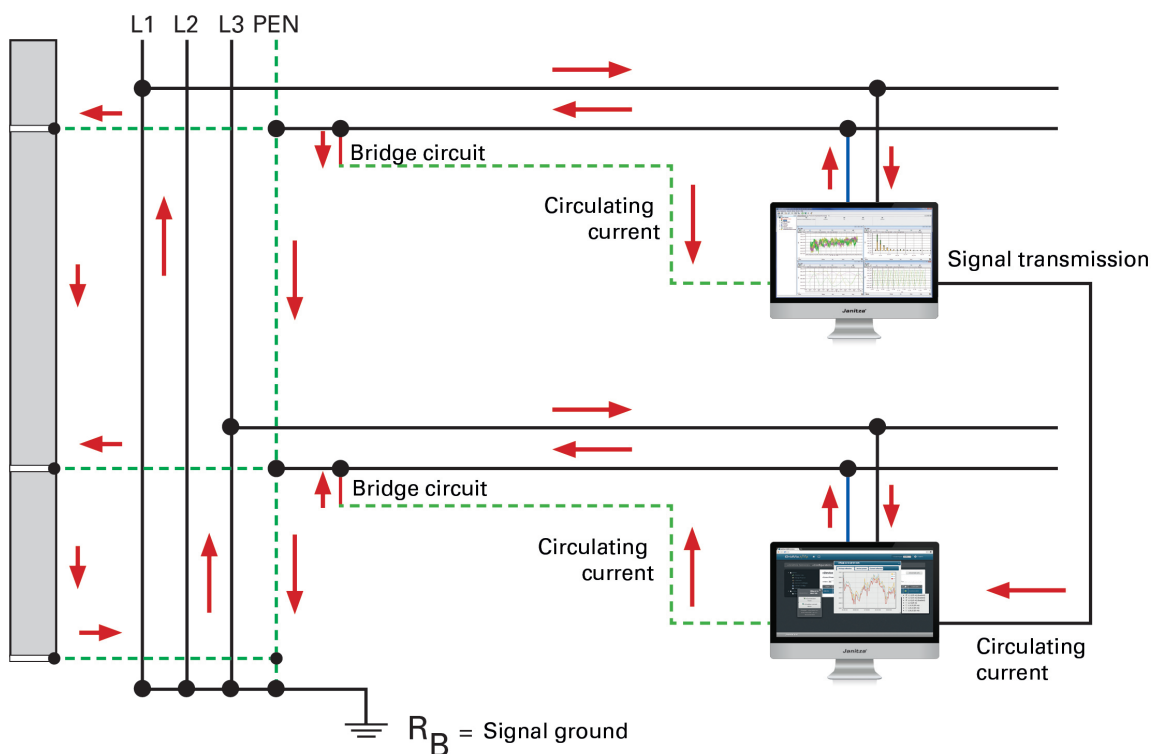 L1 L2 L3 PEN
Bridge circuit
Circulating
current
Signal transmission
Janitza®
Bridge circuit
Circulating
current
Janitza®
Circulating
current
R_B = Signal ground